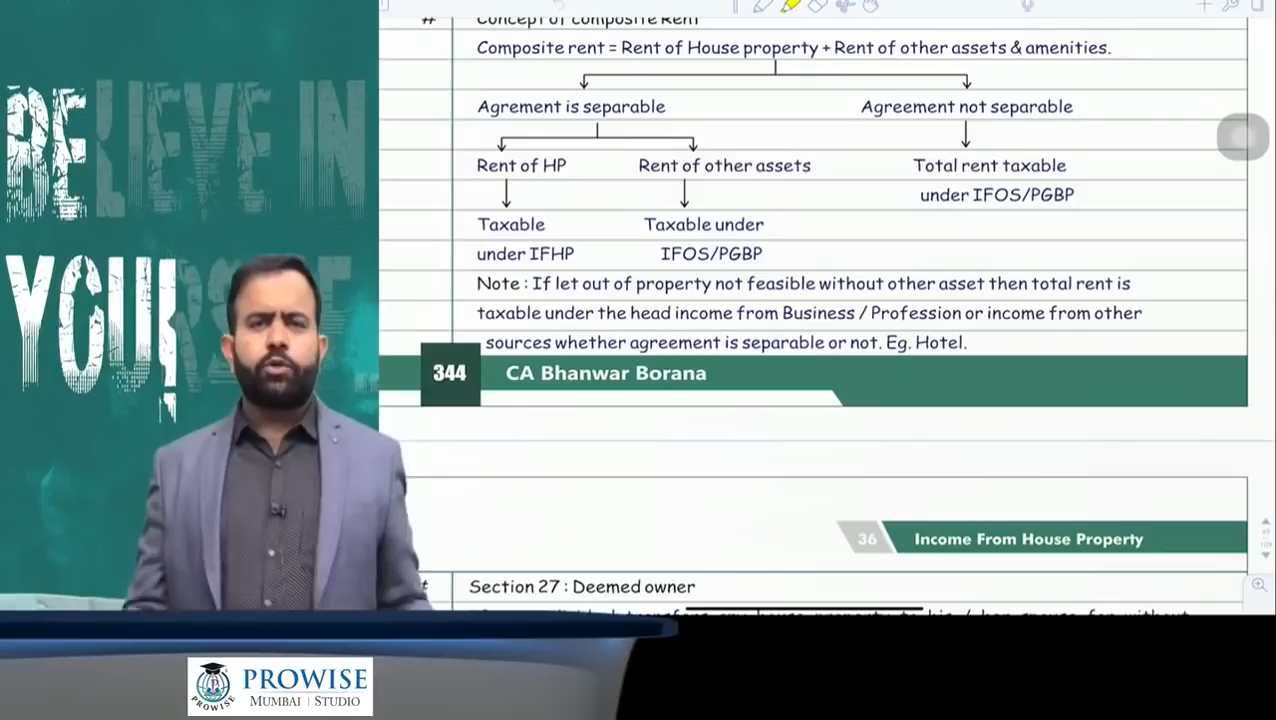 BELIEVE IN
YOURSELF
# Concept of composite Rent
Composite rent = Rent of House property + Rent of other assets & amenities.
Agrement is separable
Agreement not separable
Rent of HP
Rent of other assets
Total rent taxable
under IFOS/PGBP
Taxable
under IFHP
Taxable under
IFOS/PGBP
Note : If let out of property not feasible without other asset then total rent is
taxable under the head income from Business / Profession or income from other
sources whether agreement is separable or not. Eg. Hotel.
344 CA Bhanwar Borana
36 Income From House Property
Section 27 : Deemed owner
PROWISE
PROWISE
MUMBAI | STUDIO